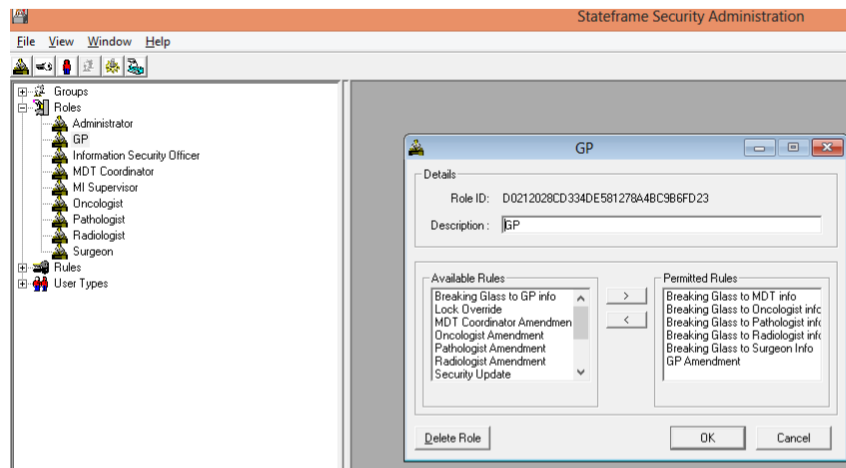 Stateframe Security Administration
File View Window Help
Groups
Roles
Administrator
GP
Information Security Officer
MDT Coordinator
MI Supervisor
Oncologist
Pathologist
Radiologist
Surgeon
Rules
User Types
GP
Details
Role ID: D0212028CD334DE581278A4BC9B6FD23
Description: GP
Available Rules
Breaking Glass to GP info
Lock Override
MDT Coordinator Amendmen
Oncologist Amendment
Pathologist Amendment
Radiologist Amendment
Security Update
>
<
Permitted Rules
Breaking Glass to MDT info
Breaking Glass to Oncologist info
Breaking Glass to Pathologist info
Breaking Glass to Radiologist info
Breaking Glass to Surgeon Info
GP Amendment
Delete Role OK Cancel